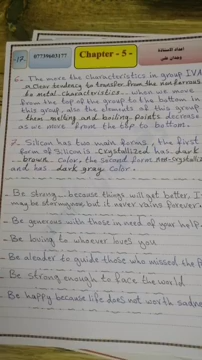 12
07739603177
Chapter - 5 -
6- The more the characteristics in group IVA
a clear tendency to transfer from the nonferrous
to metal characteristics. When we move
from the top of the group to the bottom in
this group, also the elements of this group
them melting and boiling points decrease
as we move from the top to bottom.
7- Silicon has two main forms, the first
form of silicon is crystallized has dark
brown color, the second form non-crystalliz
and has dark gray color.
- Be strong because things will get better, I
may be stormy now but it never rains forever
- Be generous with those in need of your help.
- Be loving to whoever loves you
- Be a leader to guide those who missed the
- Be strong enough to face the world.
- Be happy because life does not worth sadne